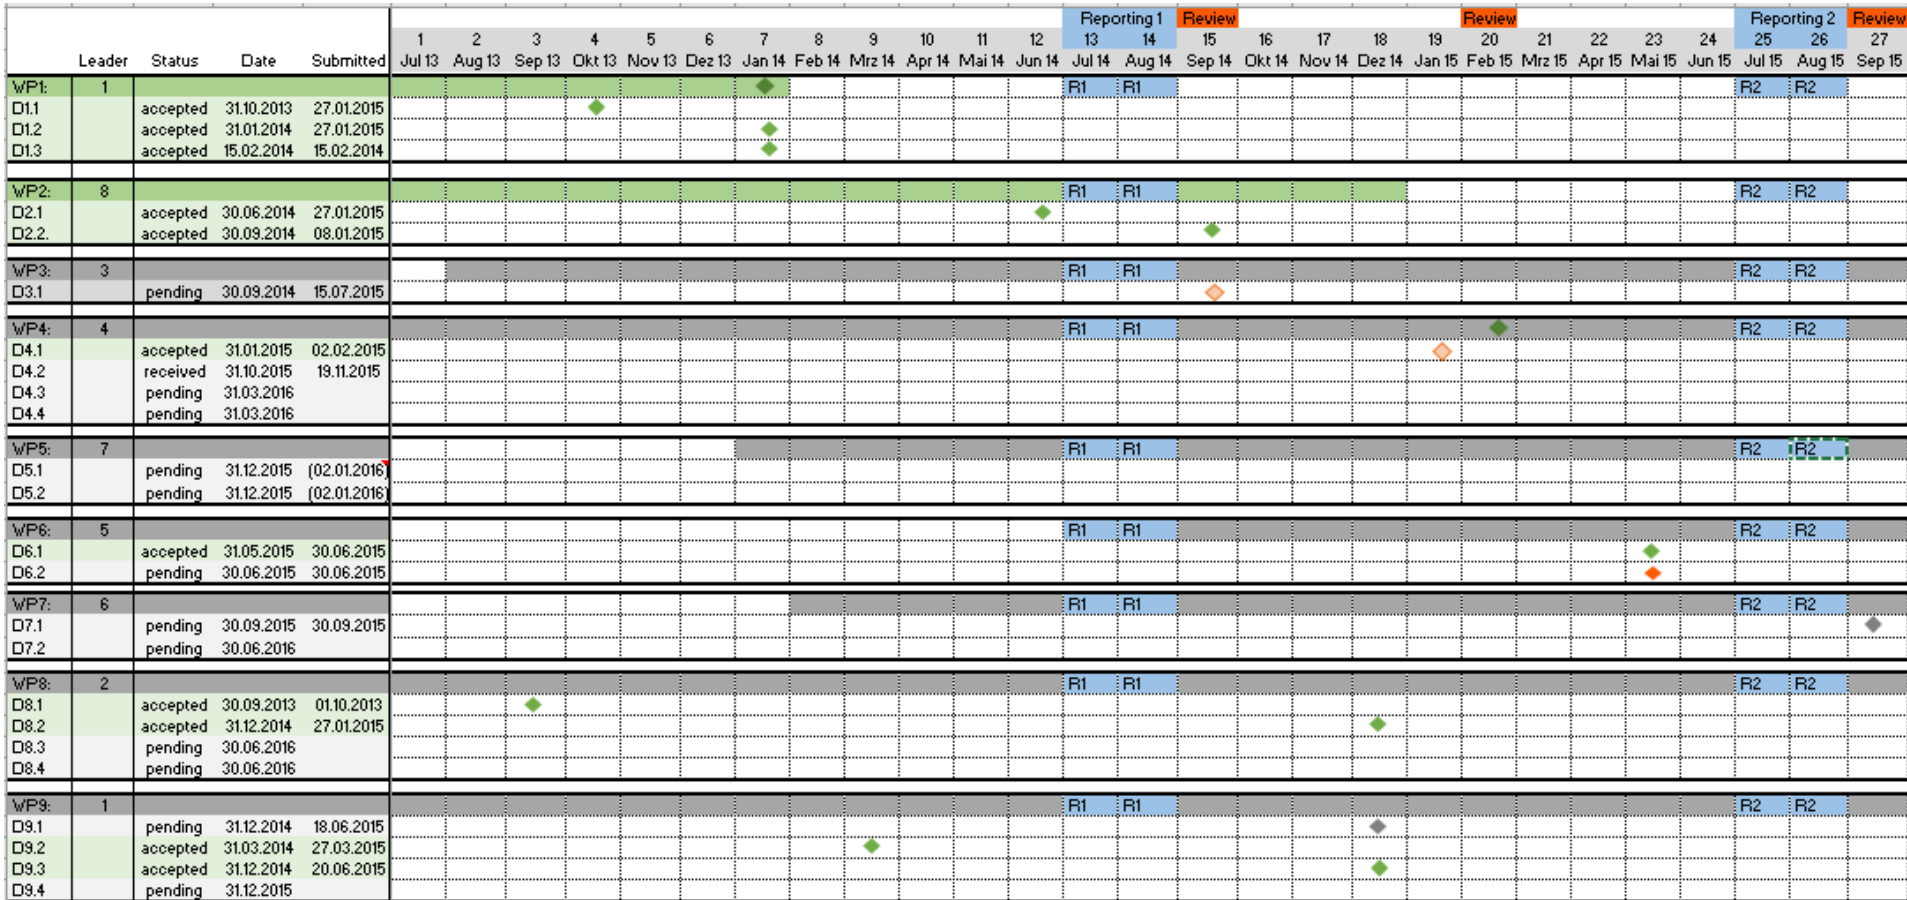 Reporting 1 Review Review Reporting 2 Review
1 2 3 4 5 6 7 8 9 10 11 12 13 14 15 16 17 18 19 20 21 22 23 24 25 26 27
Leader Status Date Submitted Jul 13 Aug 13 Sep 13 Okt 13 Nov 13 Dez 13 Jan 14 Feb 14 Mrz 14 Apr 14 Mai 14 Jun 14 Jul 14 Aug 14 Sep 14 Okt 14 Nov 14 Dez 14 Jan 15 Feb 15 Mrz 15 Apr 15 Mai 15 Jun 15 Jul 15 Aug 15 Sep 15
WP1: 1 R1 R1 R2 R2
D1.1 accepted 31.10.2013 27.01.2015
D1.2 accepted 31.01.2014 27.01.2015
D1.3 accepted 15.02.2014 15.02.2014
WP2: 8 R1 R1 R2 R2
D2.1 accepted 30.06.2014 27.01.2015
D2.2. accepted 30.09.2014 08.01.2015
WP3: 3 R1 R1 R2 R2
D3.1 pending 30.09.2014 15.07.2015
WP4: 4 R1 R1 R2 R2
D4.1 accepted 31.01.2015 02.02.2015
D4.2 received 31.10.2015 19.11.2015
D4.3 pending 31.03.2016
D4.4 pending 31.03.2016
WP5: 7 R1 R1 R2 R2
D5.1 pending 31.12.2015 (02.01.2016)
D5.2 pending 31.12.2015 (02.01.2016)
WP6: 5 R1 R1 R2 R2
D6.1 accepted 31.05.2015 30.06.2015
D6.2 pending 30.06.2015 30.06.2015
WP7: 6 R1 R1 R2 R2
D7.1 pending 30.09.2015 30.09.2015
D7.2 pending 30.06.2016
WP8: 2 R1 R1 R2 R2
D8.1 accepted 30.09.2013 01.10.2013
D8.2 accepted 31.12.2014 27.01.2015
D8.3 pending 30.06.2016
D8.4 pending 30.06.2016
WP9: 1 R1 R1 R2 R2
D9.1 pending 31.12.2014 18.06.2015
D9.2 accepted 31.03.2014 27.03.2015
D9.3 accepted 31.12.2014 20.06.2015
D9.4 pending 31.12.2015